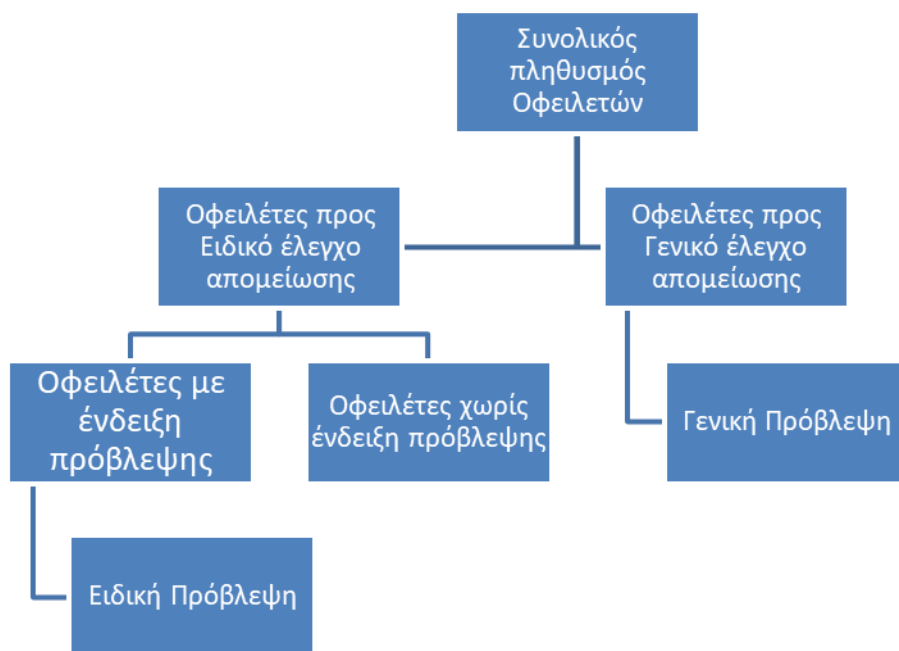 Συνολικός
πληθυσμός
Οφειλετών
Οφειλέτες προς
Ειδικό έλεγχο
απομείωσης
Οφειλέτες προς
Γενικό έλεγχο
απομείωσης
Οφειλέτες με
ένδειξη
πρόβλεψης
Οφειλέτες χωρίς
ένδειξη πρόβλεψης
Γενική Πρόβλεψη
Ειδική Πρόβλεψη